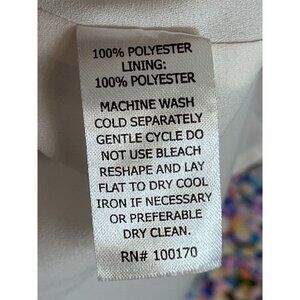 100% POLYESTER
LINING:
100% POLYESTER
MACHINE WASH
COLD SEPARATELY
GENTLE CYCLE DO
NOT USE BLEACH
RESHAPE AND LAY
FLAT TO DRY COOL
IRON IF NECESSARY
OR PREFERABLE
DRY CLEAN.
RN# 100170